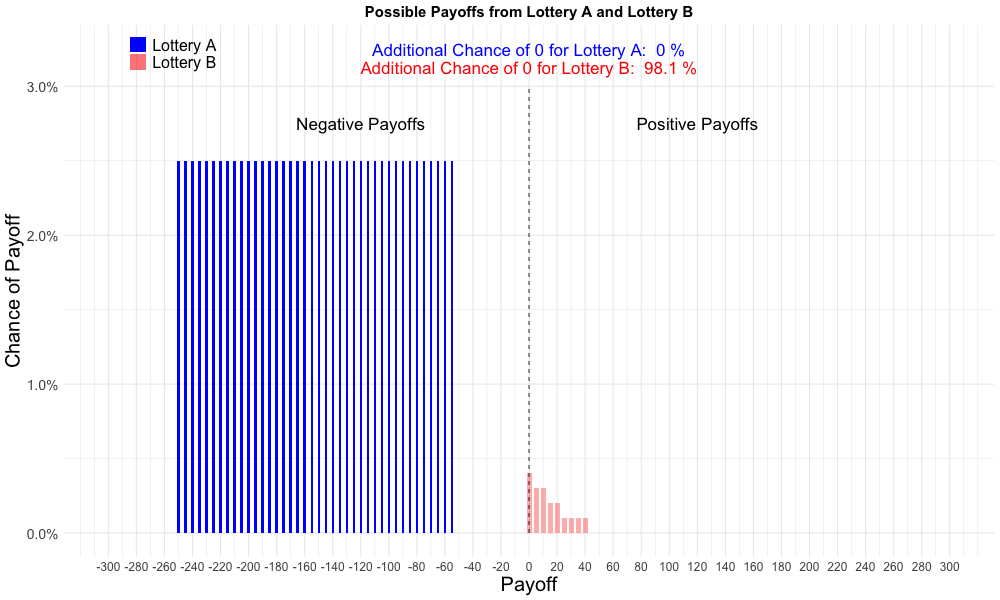 Possible Payoffs from Lottery A and Lottery B
Lottery A
Lottery B
Additional Chance of 0 for Lottery A:  0 %
Additional Chance of 0 for Lottery B:  98.1 %
Negative Payoffs
Positive Payoffs
Chance of Payoff
3.0%
2.0%
1.0%
0.0%
-300 -280 -260 -240 -220 -200 -180 -160 -140 -120 -100 -80 -60 -40 -20 0 20 40 60 80 100 120 140 160 180 200 220 240 260 280 300
Payoff